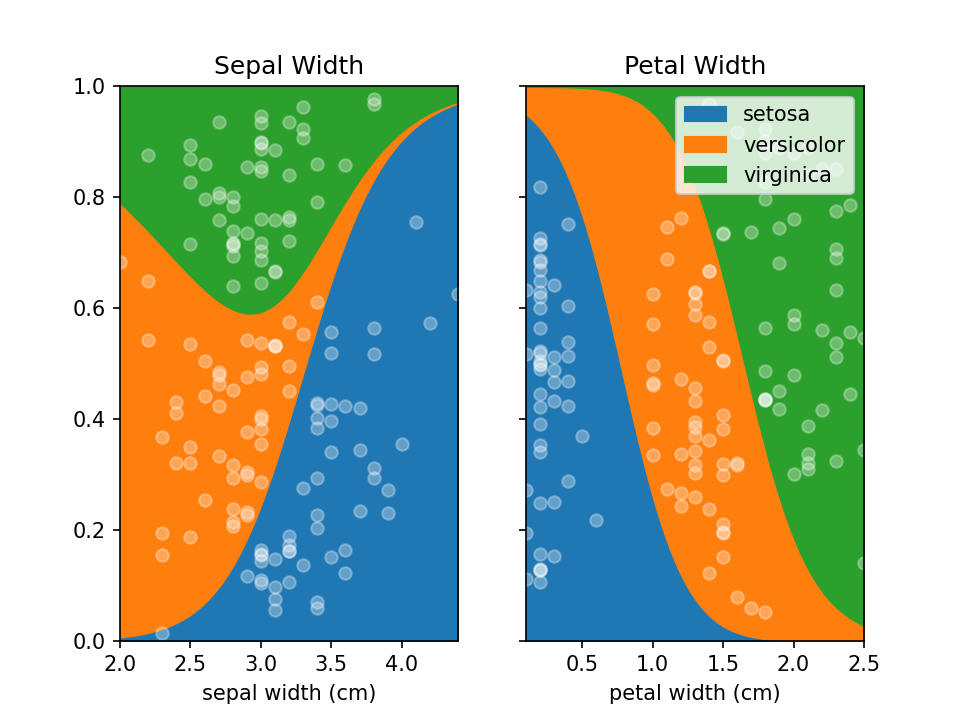 Sepal Width
Petal Width
1.0
0.8
0.6
0.4
0.2
0.0
setosa
versicolor
virginica
2.0 2.5 3.0 3.5 4.0
0.5 1.0 1.5 2.0 2.5
sepal width (cm)
petal width (cm)